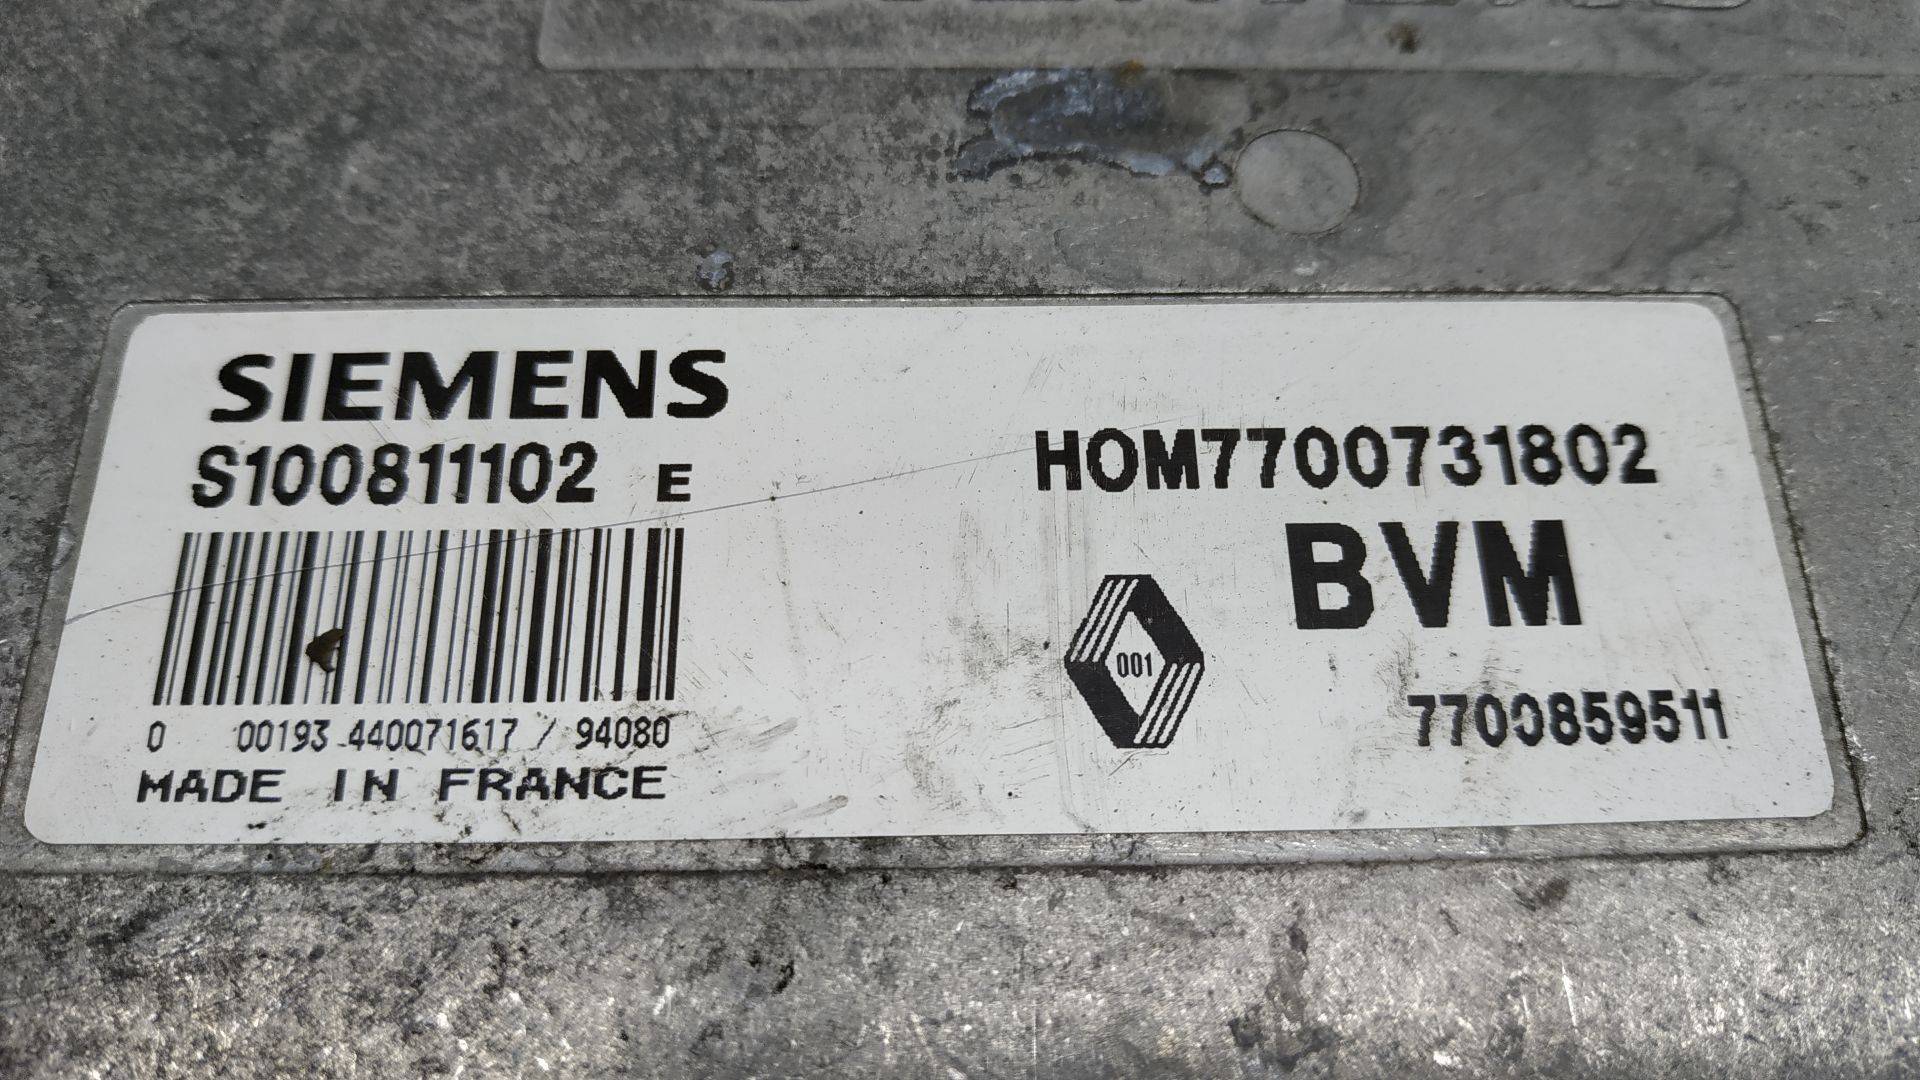 SIEMENS
S100811102 E
0 00193 440071617 / 94080
MADE IN FRANCE
HOM7700731802
BVM
001
7700859511